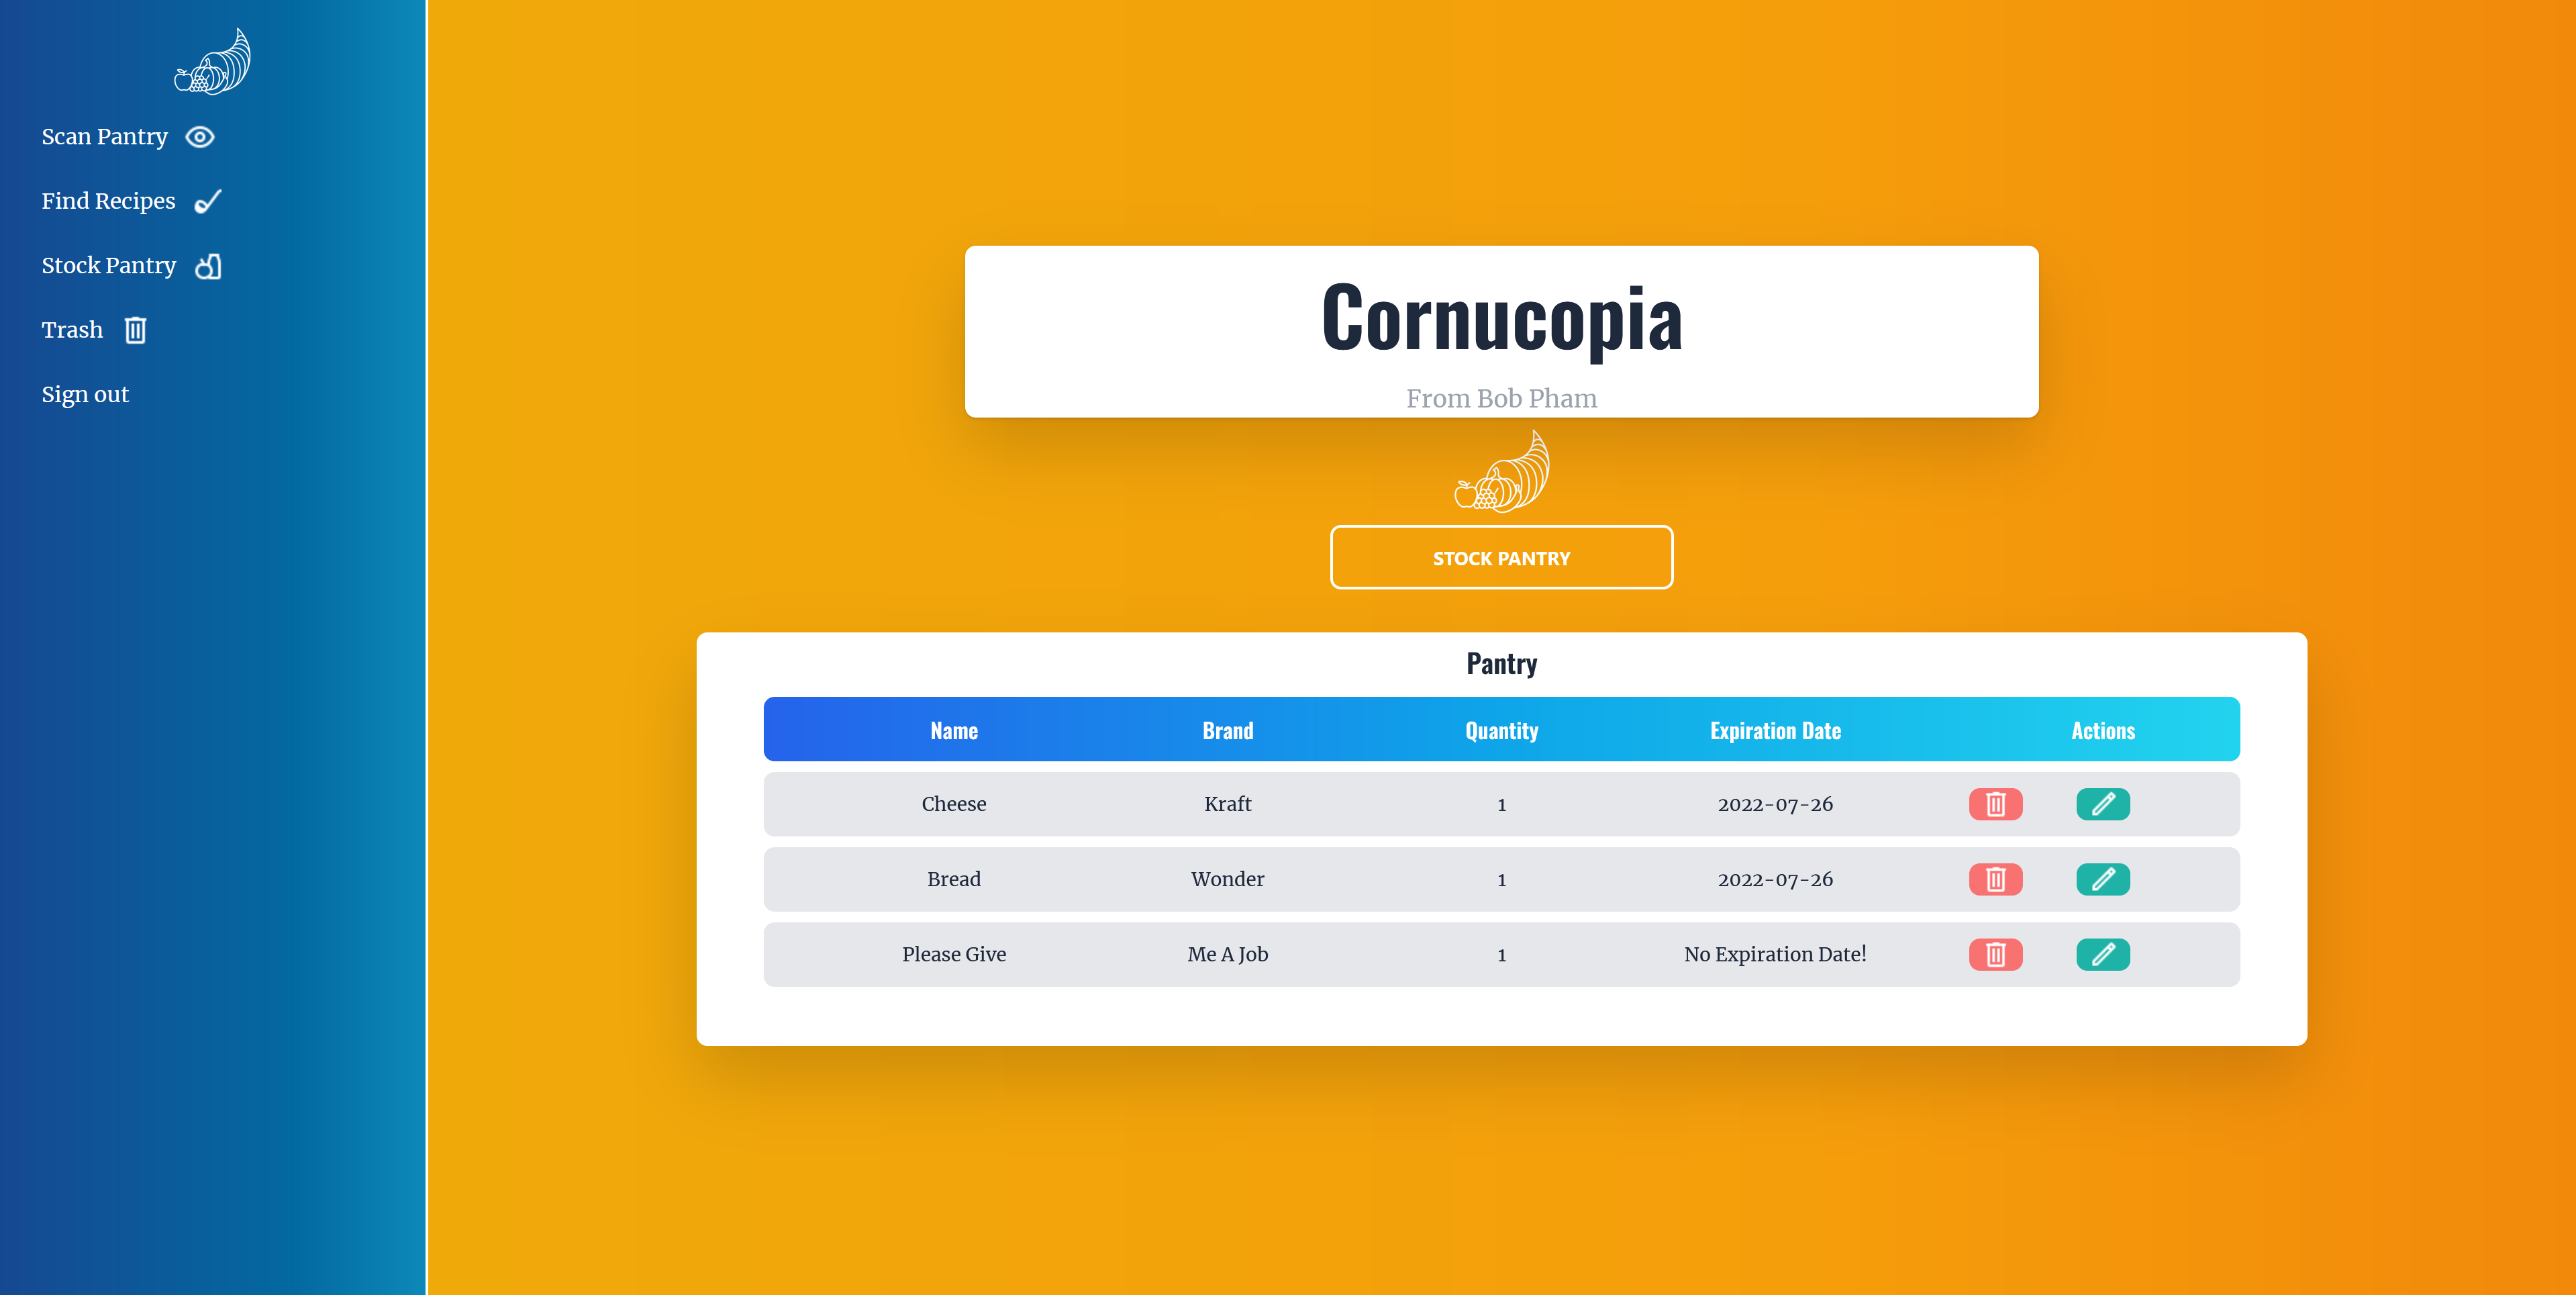 Scan Pantry
Find Recipes
Stock Pantry
Trash
Sign out
Cornucopia
From Bob Pham
STOCK PANTRY
Pantry
Name Brand Quantity Expiration Date Actions
Cheese Kraft 1 2022-07-26
Bread Wonder 1 2022-07-26
Please Give Me A Job 1 No Expiration Date!